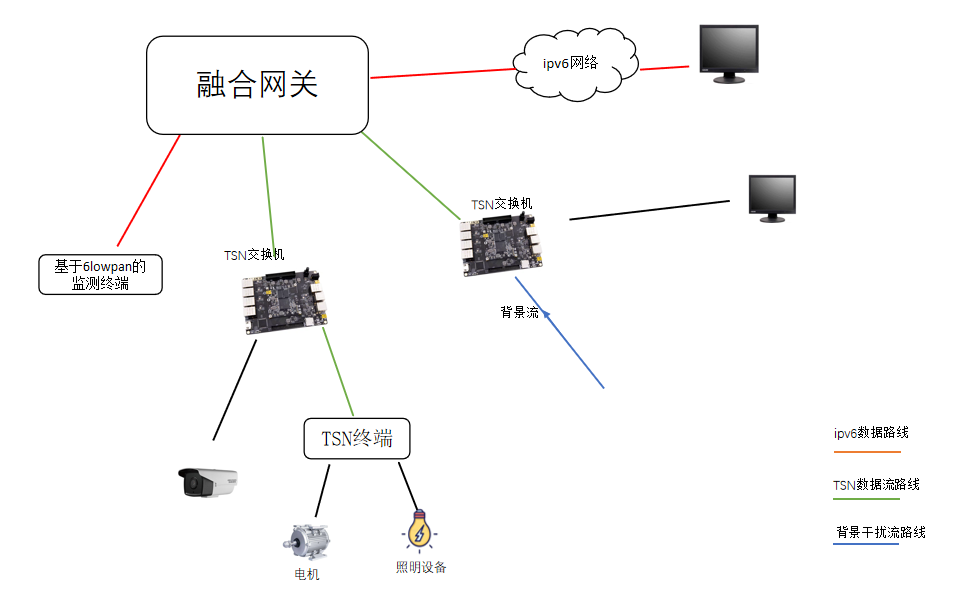 融合网关
ipv6网络
TSN交换机
TSN交换机
基于6lowpan的
监测终端
背景流
TSN终端
电机
照明设备
ipv6数据路线
TSN数据流路线
背景干扰流路线